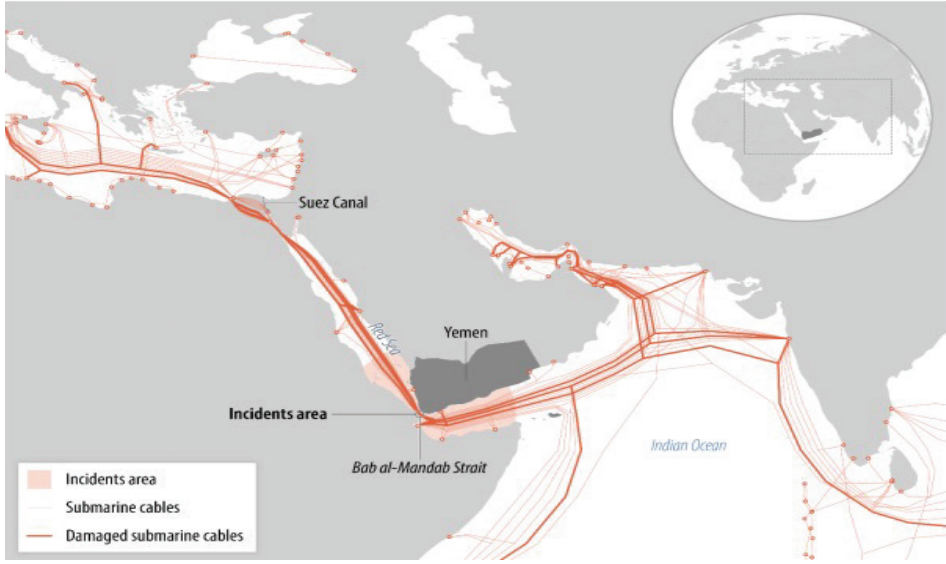 Suez Canal
Red Sea
Yemen
Incidents area
Bab al-Mandab Strait
Indian Ocean
Incidents area
Submarine cables
Damaged submarine cables